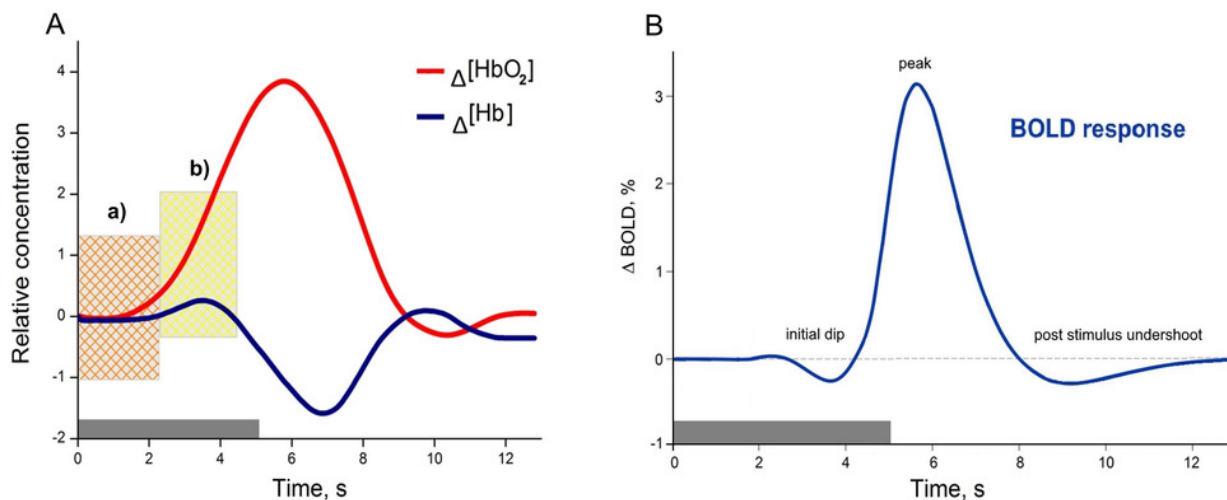 A
Relative concentration
4
3
2
1
0
-1
-2
Δ[HbO₂]
Δ[Hb]
a)
b)
0 2 4 6 8 10 12
Time, s
B
Δ BOLD, %
3
2
1
0
-1
peak
BOLD response
initial dip
post stimulus undershoot
0 2 4 6 8 10 12
Time, s